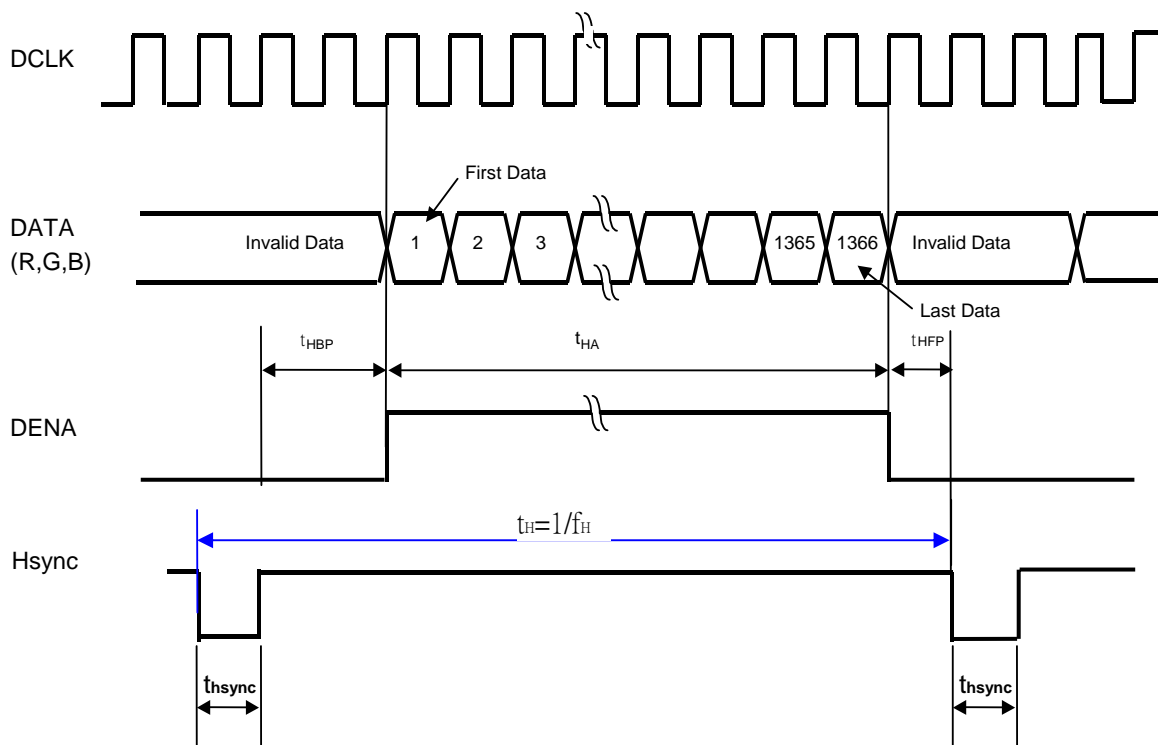 DCLK
First Data
DATA
(R,G,B)
Invalid Data 1 2 3 1365 1366 Invalid Data
Last Data
tHBP tHA tHFP
DENA
tH=1/fH
Hsync
thsync thsync